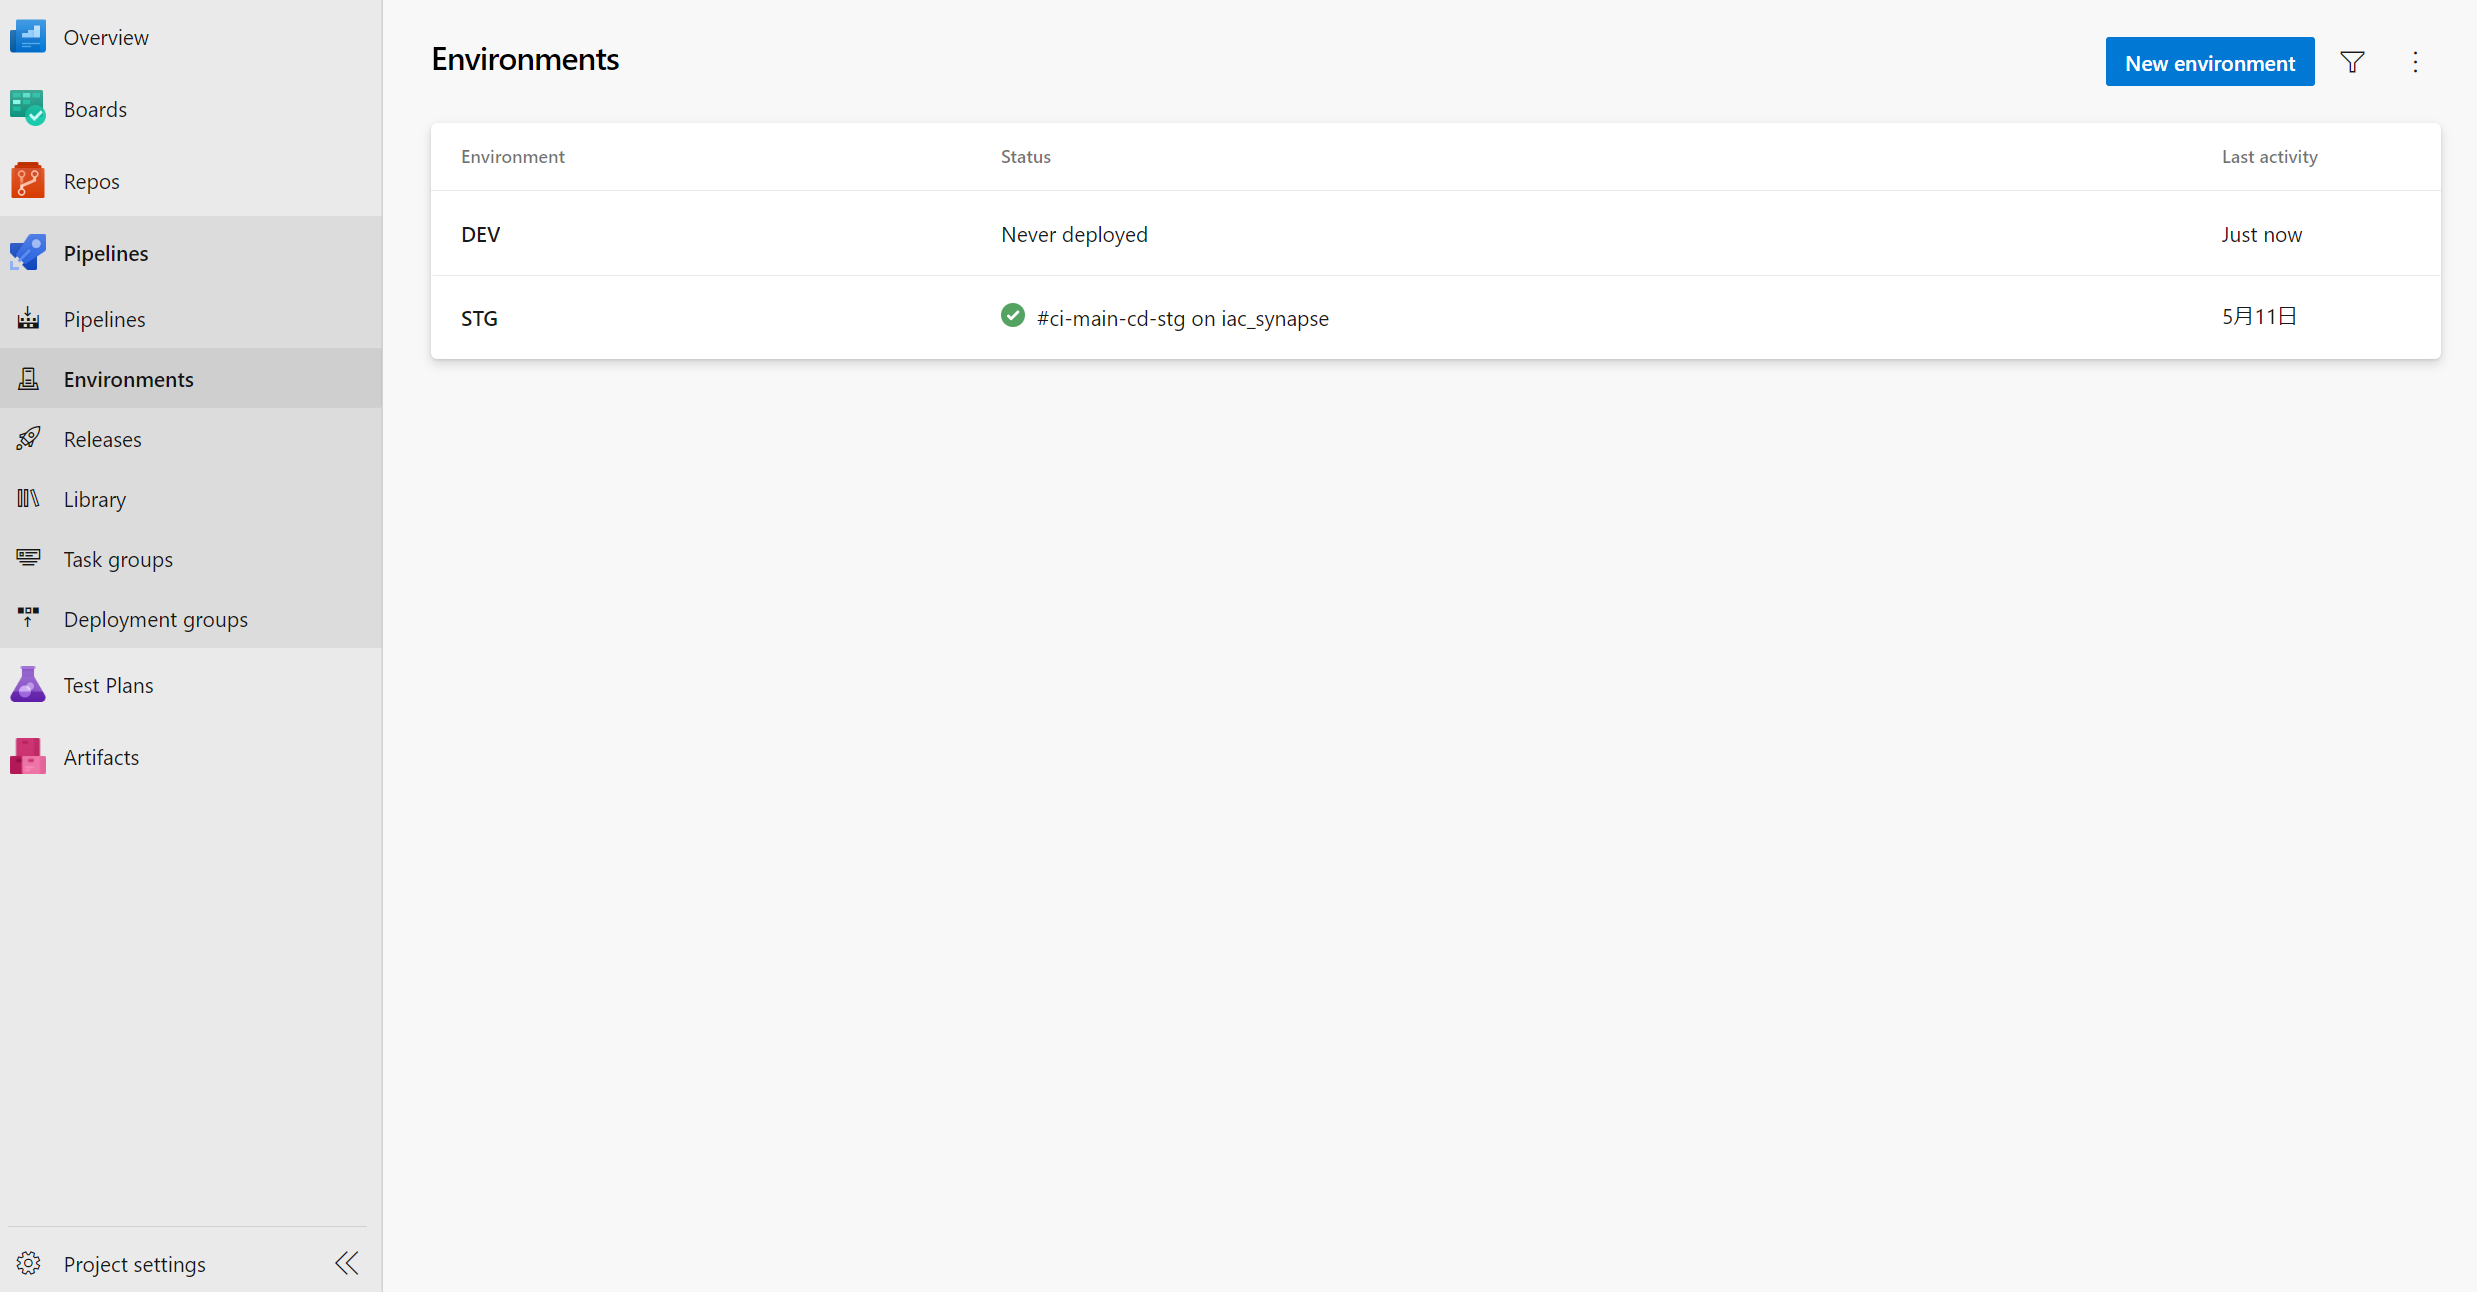 Overview
Boards
Repos
Pipelines
Pipelines
Environments
Releases
Library
Task groups
Deployment groups
Test Plans
Artifacts
Project settings
Environments
New environment
Environment Status Last activity
DEV Never deployed Just now
STG #ci-main-cd-stg on iac_synapse 5月11日